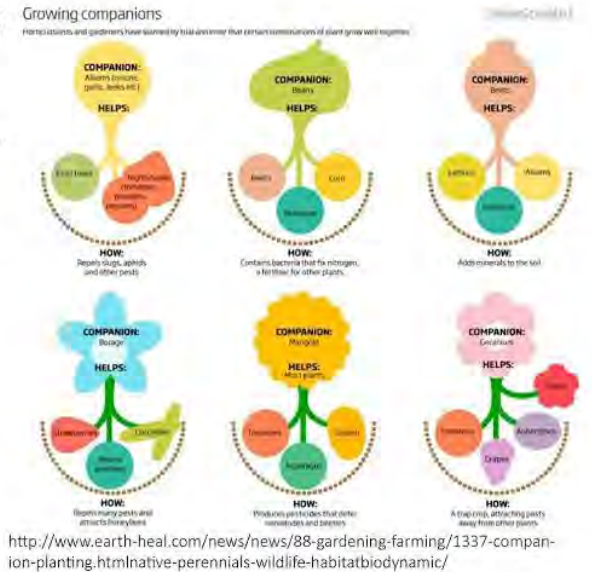 Growing companions
Horticulturists and gardeners have learned by trial and error that certain combinations of plant grow well together
COMPANION:
Alliums (onions,
garlic, leeks etc)
HELPS:
Fruit trees
Nightshades
(tomatoes,
peppers)
HOW:
Repels slugs, aphids
and other pests
COMPANION:
Beans
HELPS:
Beets
Corn
HOW:
Contains bacteria that fix nitrogen,
a fertiliser for other plants
COMPANION:
Beets
HELPS:
Lettuce
Alliums
HOW:
Adds minerals to the soil
COMPANION:
Borage
HELPS:
Strawberries
Cucumber
HOW:
Repels many pests and
attracts honeybees
COMPANION:
Marigold
HELPS:
Most plants
Tomatoes
Asparagus
HOW:
Produces pesticides that deter
nematodes and beetles
COMPANION:
Geranium
HELPS:
Tomatoes
Aubergines
Grapes
HOW:
A trap crop, attracting pests
away from other plants
http://www.earth-heal.com/news/news/88-gardening-farming/1337-compan-
ion-planting.htmlnative-perennials-wildlife-habitatbiodynamic/